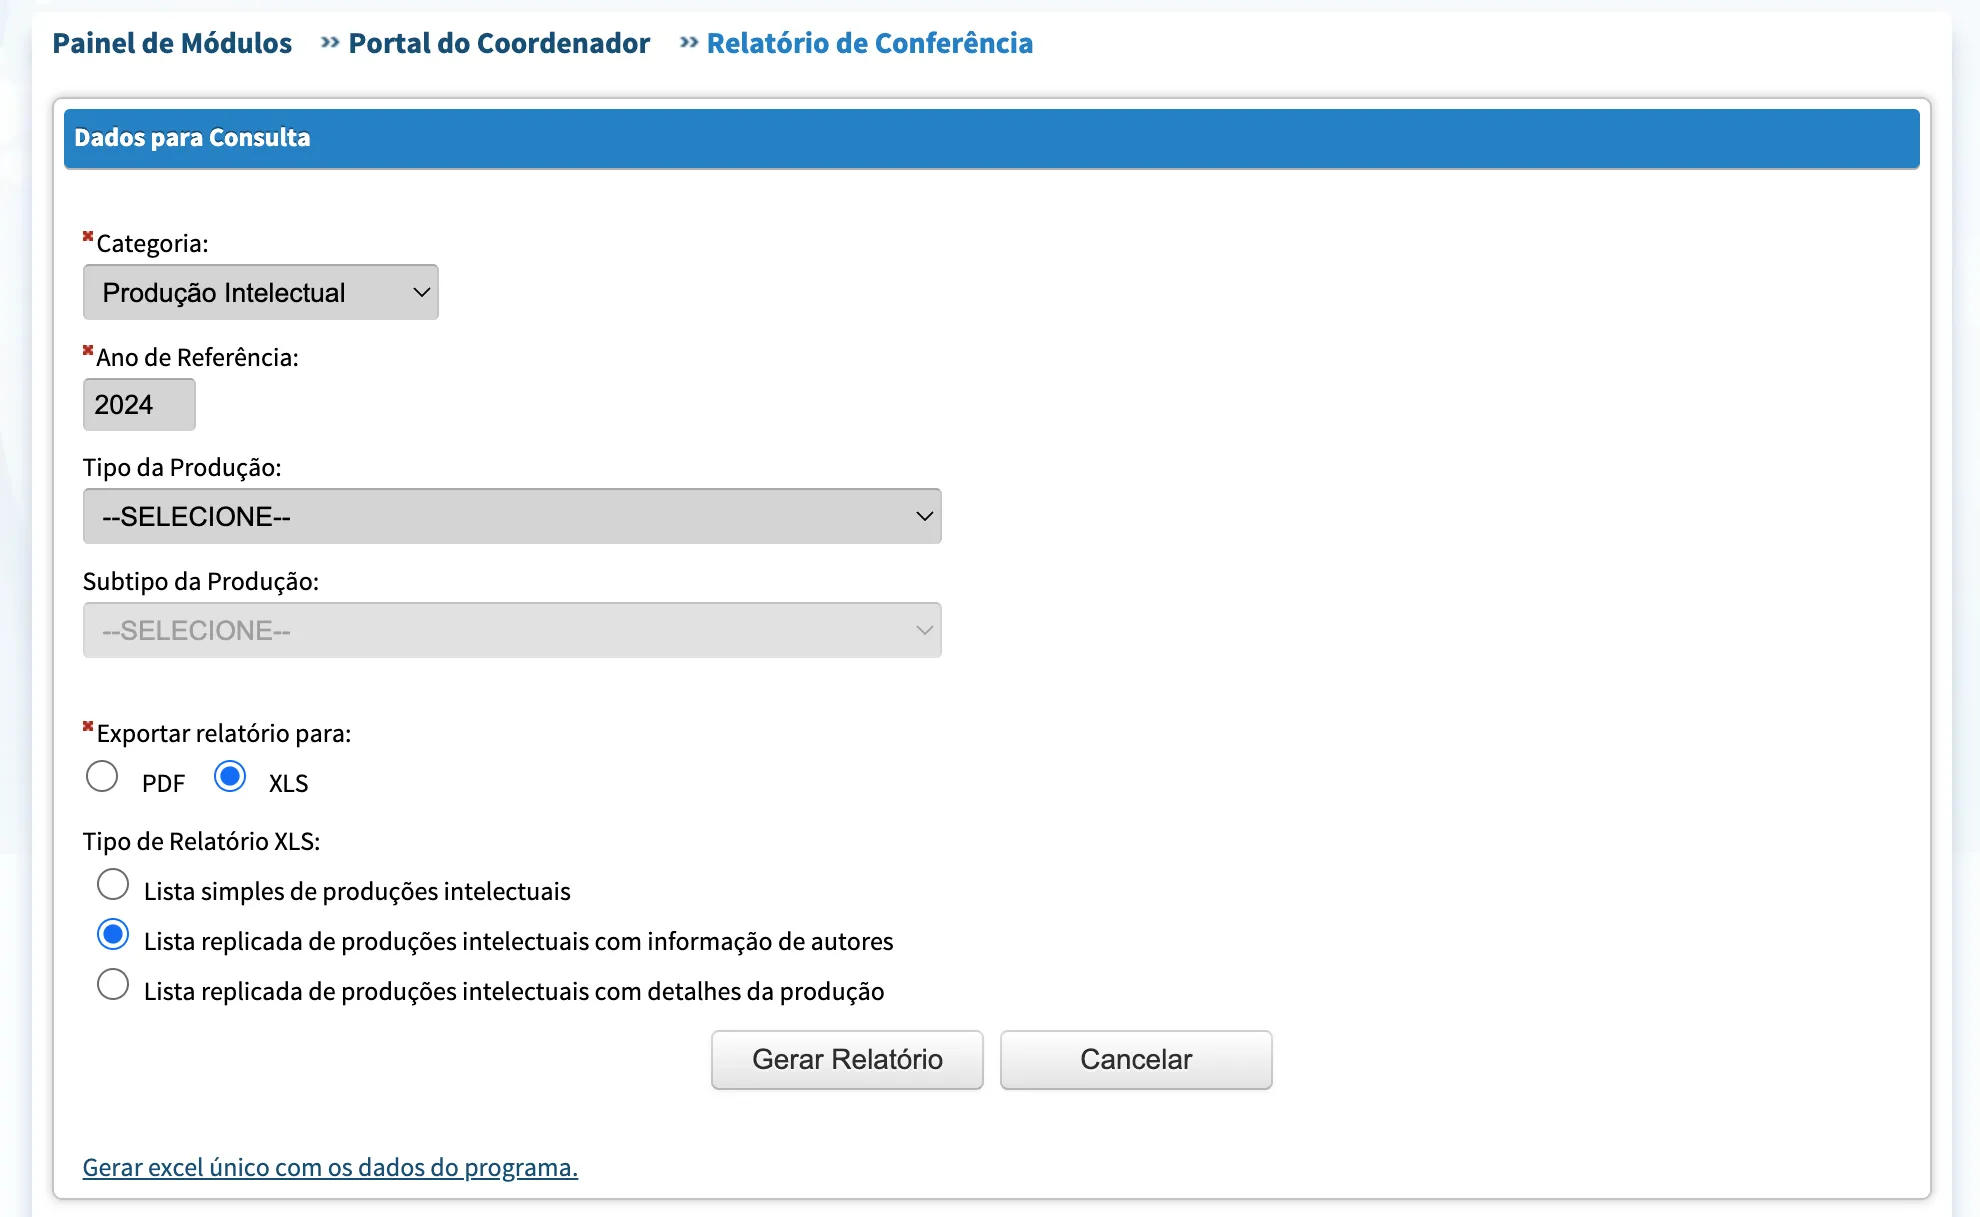 Painel de Módulos » Portal do Coordenador » Relatório de Conferência
Dados para Consulta
Categoria:
Produção Intelectual
Ano de Referência:
2024
Tipo da Produção:
--SELECIONE--
Subtipo da Produção:
--SELECIONE--
Exportar relatório para:
PDF XLS
Tipo de Relatório XLS:
Lista simples de produções intelectuais
Lista replicada de produções intelectuais com informação de autores
Lista replicada de produções intelectuais com detalhes da produção
Gerar Relatório Cancelar
Gerar excel único com os dados do programa.